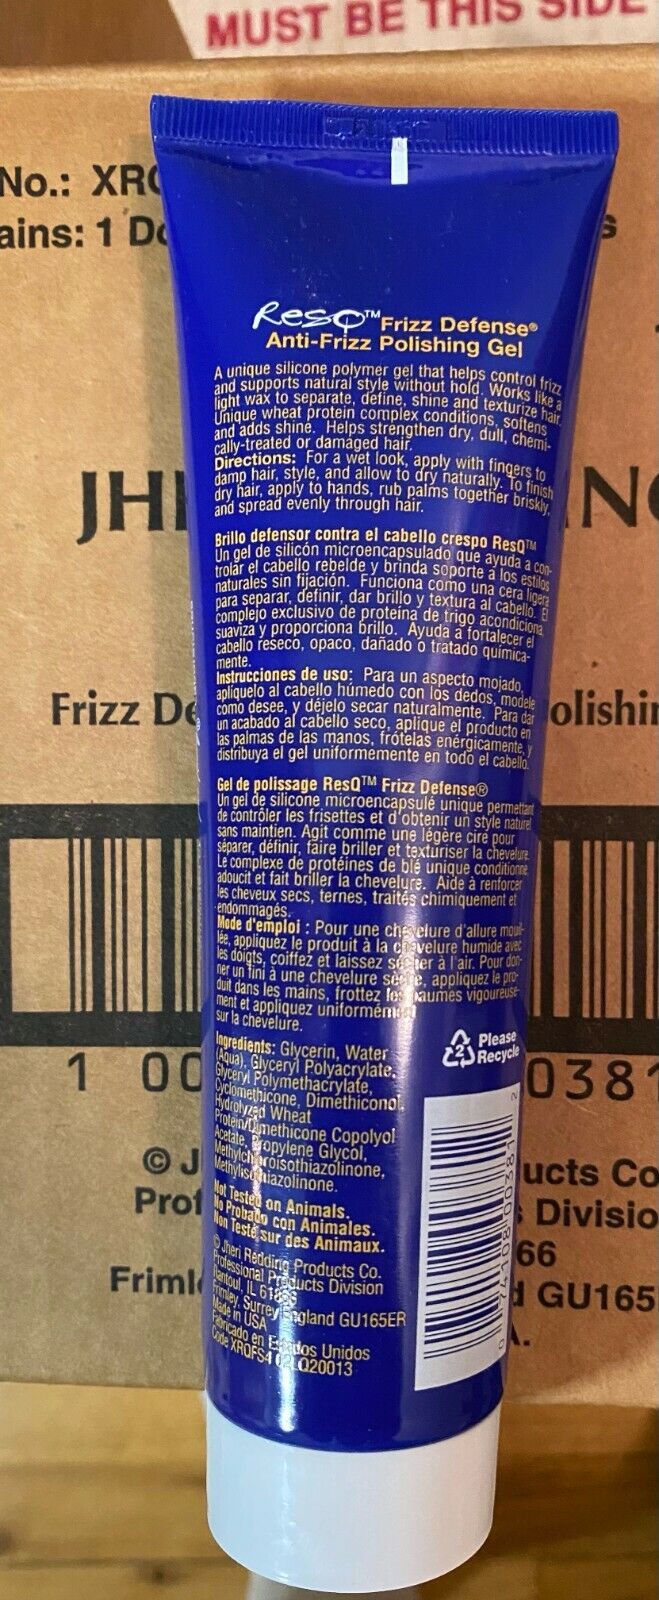 MUST BE THIS SIDE
No.: XRQ
ains: 1 Do
s
JH
Frizz De
olishin
ResQ™ Frizz Defense®
Anti-Frizz Polishing Gel
A unique silicone polymer gel that helps control frizz
and supports natural style without hold. Works like a
light wax to separate, define, shine and texturize hair.
Unique wheat protein complex conditions, softens
and adds shine. Helps strengthen dry, dull, chemi-
cally-treated or damaged hair.
Directions: For a wet look, apply with fingers to
damp hair, style, and allow to dry naturally. To finish
dry hair, apply to hands, rub palms together briskly,
and spread evenly through hair.
Brillo defensor contra el cabello crespo ResQ™
Un gel de silicón microencapsulado que ayuda a con-
trolar el cabello rebelde y brinda soporte a los estilos
naturales sin fijación. Funciona como una cera ligera
para separar, definir, dar brillo y textura al cabello. El
complejo exclusivo de proteína de trigo acondiciona,
suaviza y proporciona brillo. Ayuda a fortalecer el
cabello reseco, opaco, dañado o tratado química-
mente.
Instrucciones de uso: Para un aspecto mojado,
aplíquelo al cabello húmedo con los dedos, modele
como desee, y déjelo secar naturalmente. Para dar
un acabado al cabello seco, aplique el producto en
las palmas de las manos, frótelas enérgicamente, y
distribuya el gel uniformemente en todo el cabello.
Gel de polissage ResQ™ Frizz Defense®
Un gel de silicone microencapsulé unique permettant
de contrôler les frisettes et d'obtenir un style naturel
sans maintien. Agit comme une légère cire pour
séparer, définir, faire briller et texturiser la chevelure.
Le complexe de protéines de blé unique conditionne,
adoucit et fait briller la chevelure. Aide à renforcer
les cheveux secs, ternes, traités chimiquement et
endommagés.
Mode d'emploi : Pour une chevelure d'allure mouil-
lée, appliquez le produit à la chevelure humide avec
les doigts, coiffez et laissez sécher à l'air. Pour don-
ner un fini à une chevelure sèche, appliquez le pro-
duit dans les mains, frottez les paumes vigoureuse-
ment et appliquez uniformément
sur la chevelure.
Ingredients: Glycerin, Water
(Aqua), Glyceryl Polyacrylate,
Glyceryl Polymethacrylate,
Cyclomethicone, Dimethiconol,
Hydrolyzed Wheat
Protein/Dimethicone Copolyol
Acetate, Propylene Glycol,
Methylchloroisothiazolinone,
Methylisothiazolinone.
Not Tested on Animals.
No Probado con Animales.
Non Testé sur des Animaux.
© Jheri Redding Products Co.
Professional Products Division
Rantoul, IL 61866
Frimley, Surrey England GU165ER
Made in USA
Fabricado en Estados Unidos
Code XRQFS4 02LQ20013
2
Please
Recycle
0 74108 00381 2
1 00
0381
© J
ucts Co
Prof
Divisio
66
Friml
GU165
A.